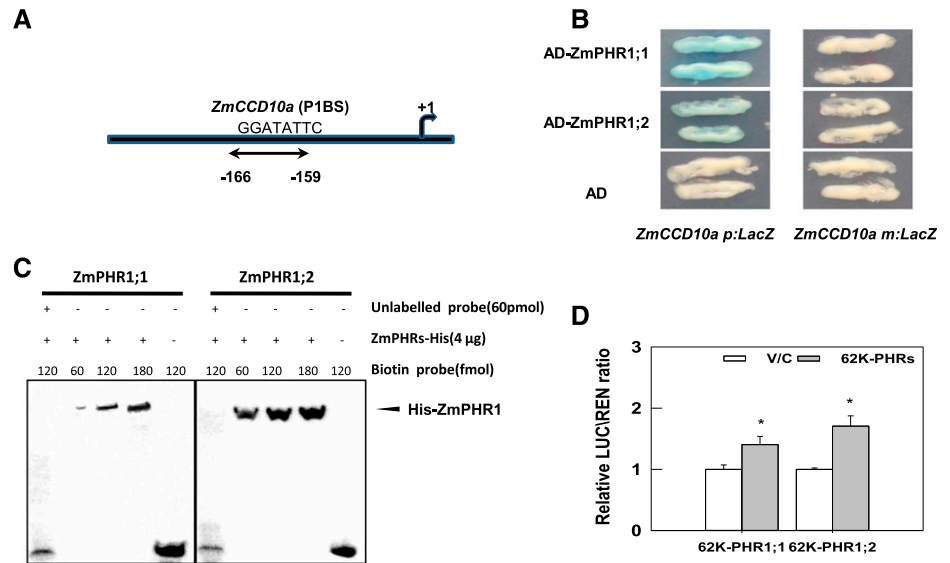 A
ZmCCD10a (P1BS)
GGATATTC
+1
-166 -159
B
AD-ZmPHR1;1
AD-ZmPHR1;2
AD
ZmCCD10a p:LacZ ZmCCD10a m:LacZ
C
ZmPHR1;1 ZmPHR1;2
+ - - - - + - - - - Unlabelled probe(60pmol)
+ + + + - + + + + - ZmPHRs-His(4 µg)
120 60 120 180 120 120 60 120 180 120 Biotin probe(fmol)
His-ZmPHR1
D
Relative LUC\REN ratio
3
V/C 62K-PHRs
2
* *
1
0
62K-PHR1;1 62K-PHR1;2